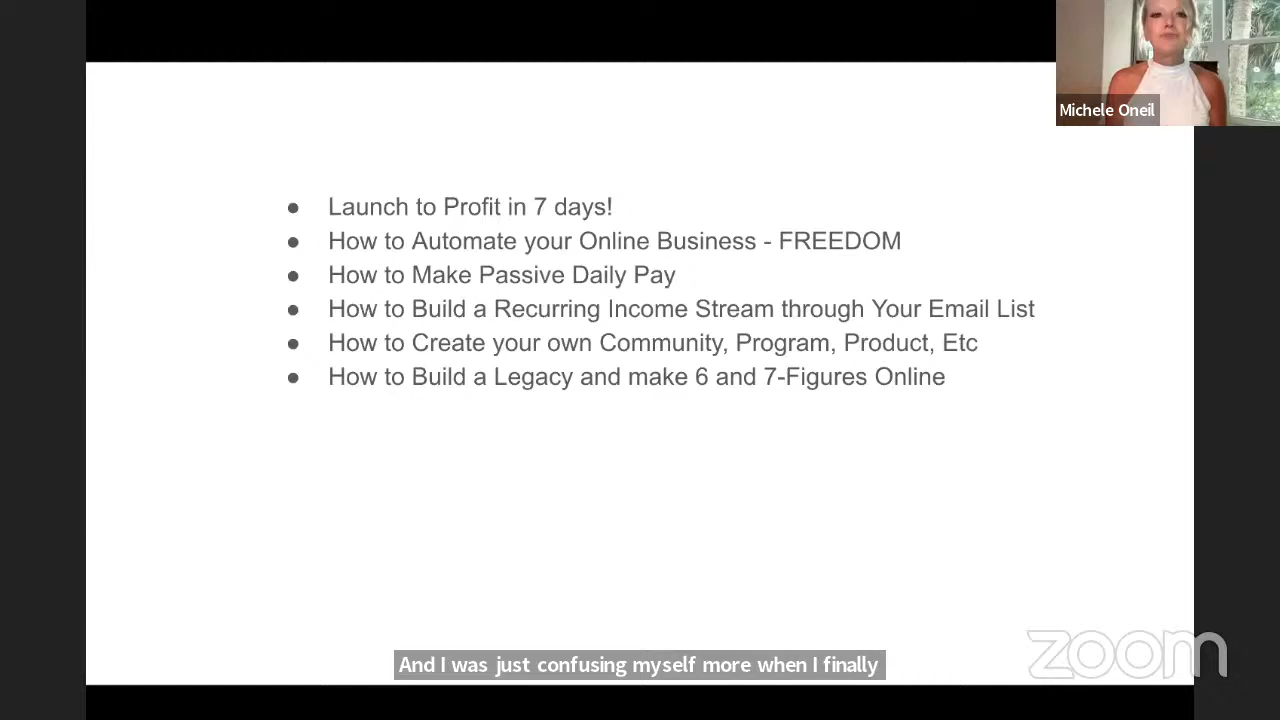 Michele Oneil
● Launch to Profit in 7 days!
● How to Automate your Online Business - FREEDOM
● How to Make Passive Daily Pay
● How to Build a Recurring Income Stream through Your Email List
● How to Create your own Community, Program, Product, Etc
● How to Build a Legacy and make 6 and 7-Figures Online
And I was just confusing myself more when I finally
zoom